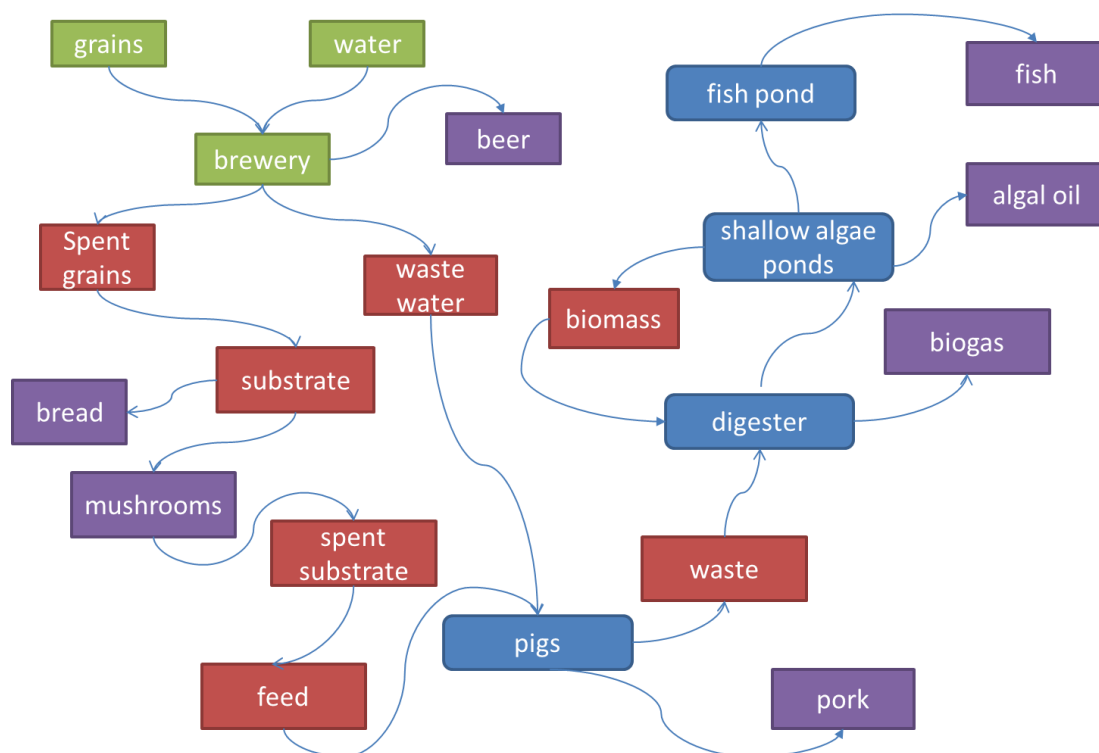 grains
water
brewery
beer
Spent
grains
waste
water
substrate
bread
mushrooms
spent
substrate
feed
pigs
waste
pork
digester
biogas
biomass
shallow algae
ponds
algal oil
fish pond
fish